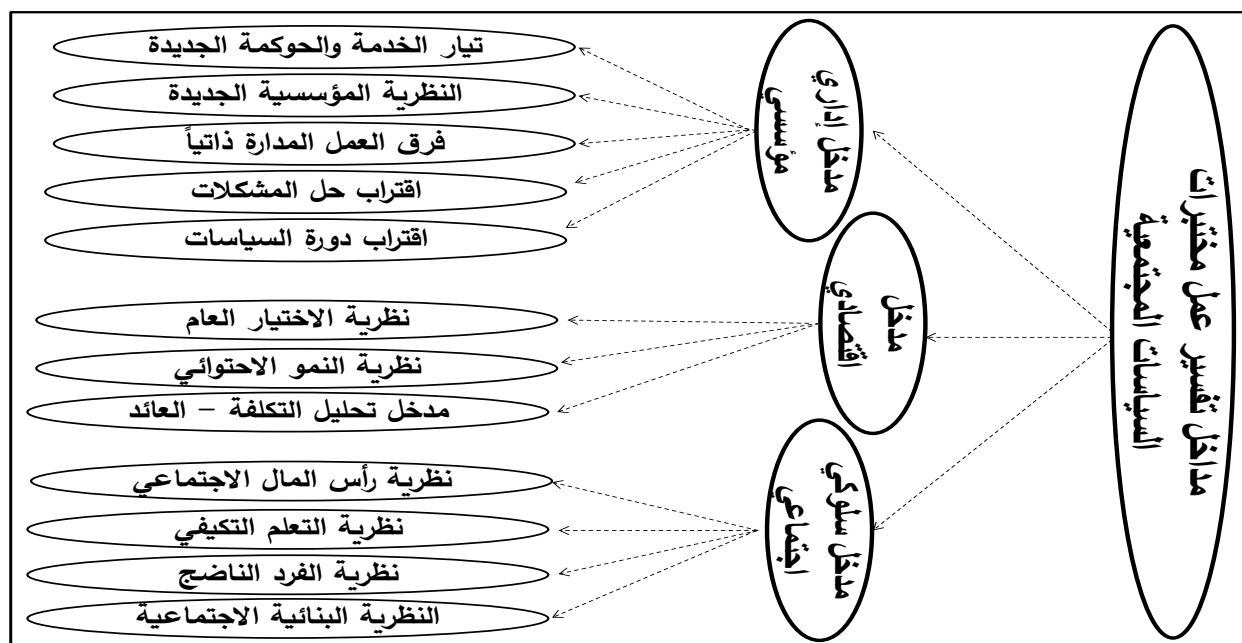 مداخل تفسير عمل مختبرات
السياسات المجتمعية
مدخل إداري
مؤسسي
تيار الخدمة والحوكمة الجديدة
النظرية المؤسسية الجديدة
فرق العمل المدارة ذاتياً
اقتراب حل المشكلات
اقتراب دورة السياسات
مدخل
اقتصادي
نظرية الاختيار العام
نظرية النمو الاحتوائي
مدخل تحليل التكلفة – العائد
مدخل سلوكي
اجتماعي
نظرية رأس المال الاجتماعي
نظرية التعلم التكيفي
نظرية الفرد الناضج
النظرية البنائية الاجتماعية